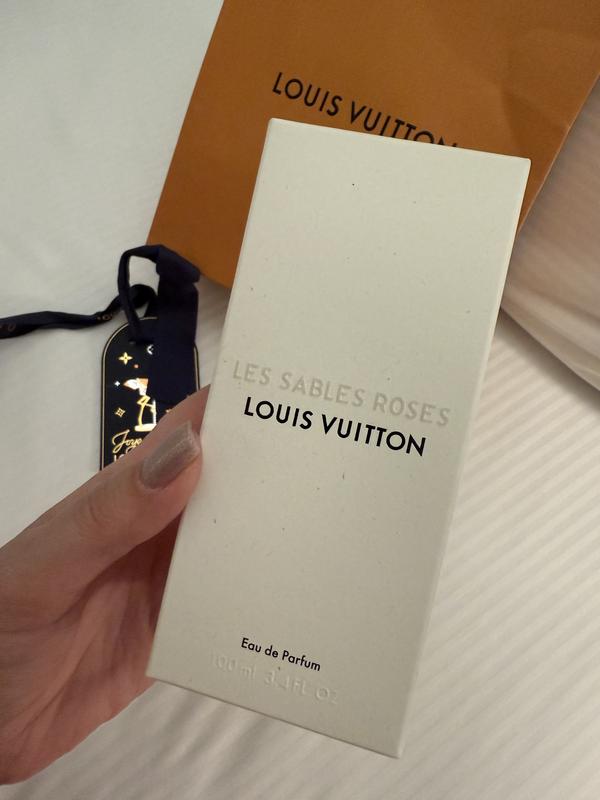 LOUIS VUITTON
LES SABLES ROSES
LOUIS VUITTON
Eau de Parfum
100 ml 3.4 fl. OZ